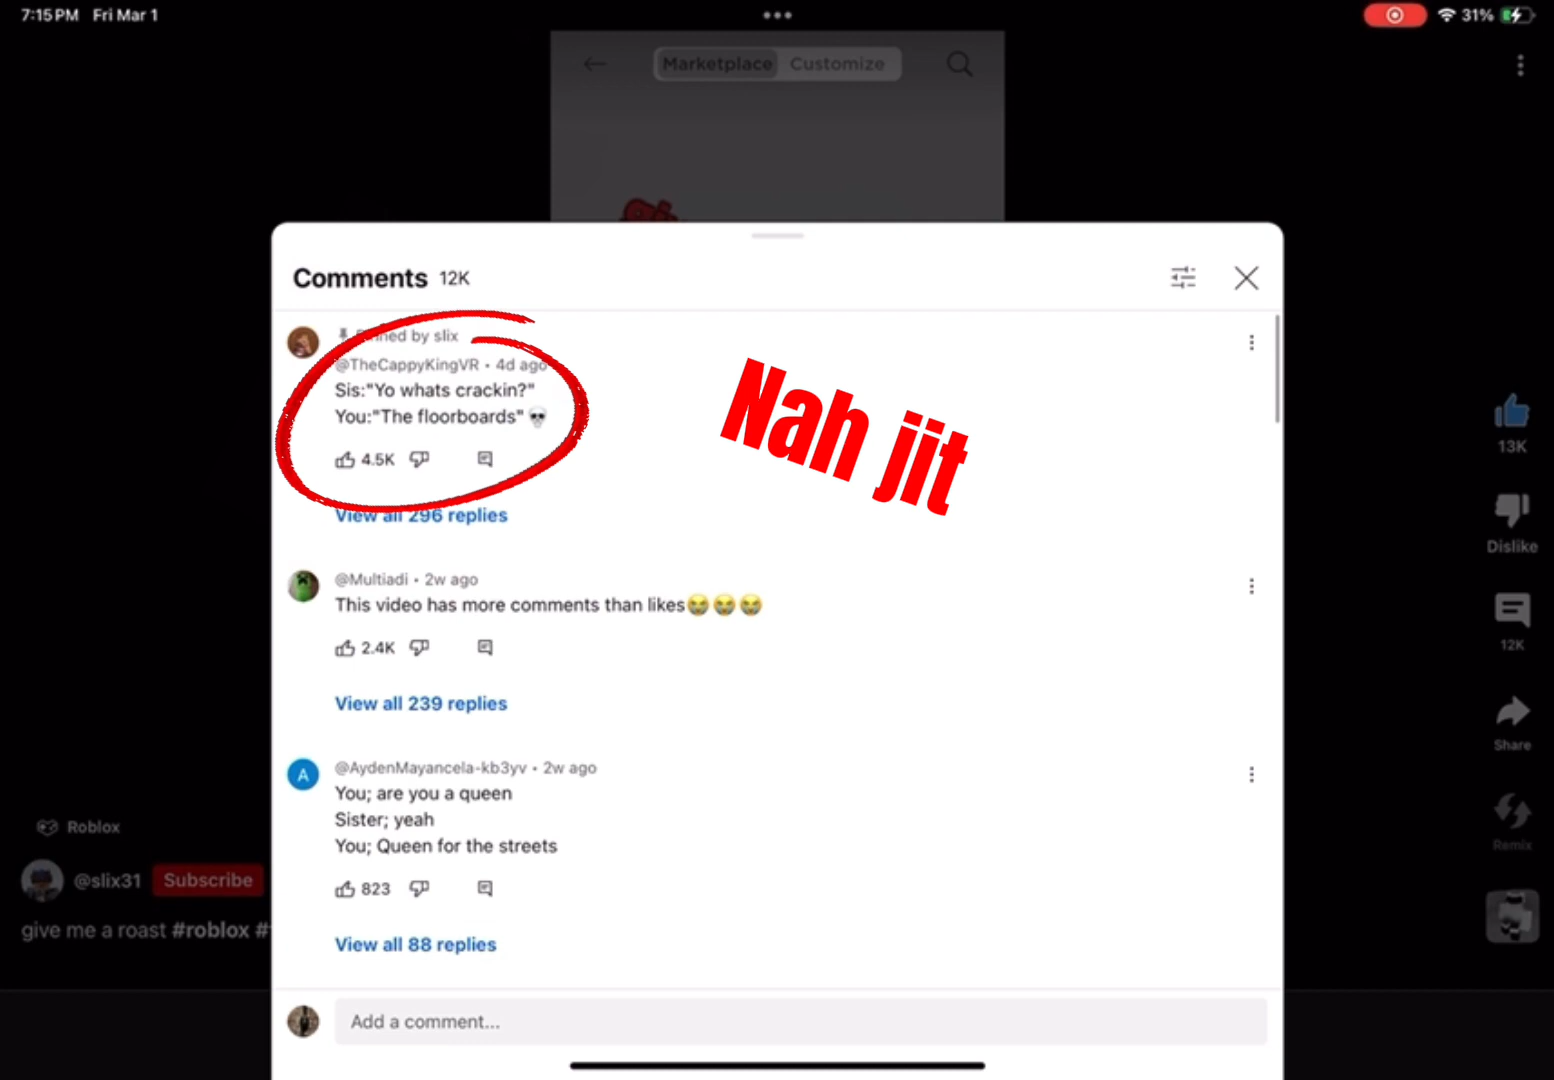 7:15 PM Fri Mar 1
31%
Marketplace Customize
Comments 12K
Pinned by slix
@TheCappyKingVR • 4d ago
Sis:"Yo whats crackin?"
You:"The floorboards" 💀
4.5K
View all 296 replies
Nah jit
@Multiadi • 2w ago
This video has more comments than likes😭😭😭
2.4K
View all 239 replies
@AydenMayancela-kb3yv • 2w ago
You; are you a queen
Sister; yeah
You; Queen for the streets
823
View all 88 replies
A
Add a comment...
13K
Dislike
12K
Share
Remix
Roblox
@slix31 Subscribe
give me a roast #roblox #